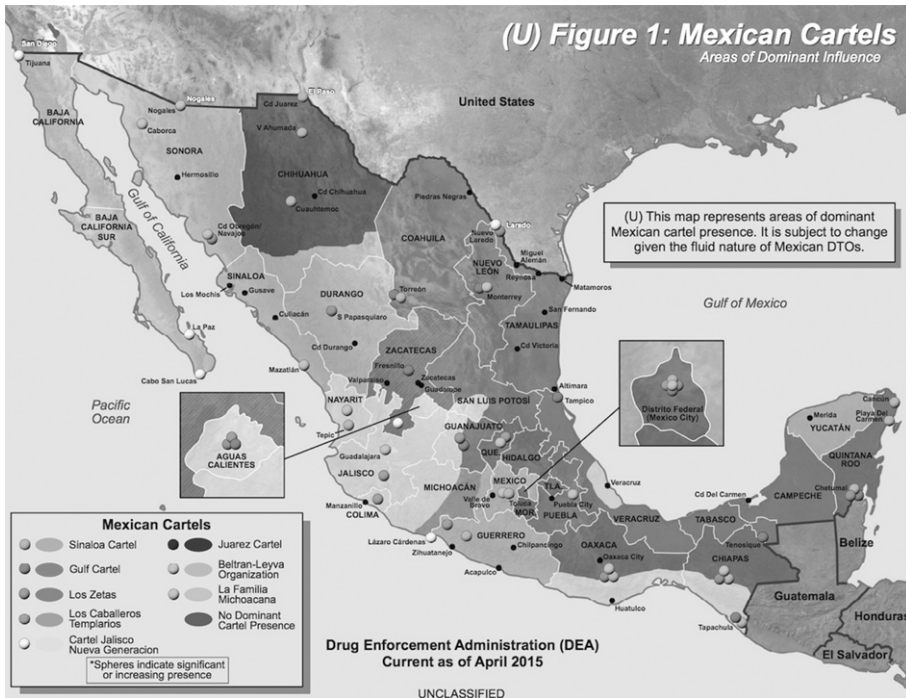 (U) Figure 1: Mexican Cartels
Areas of Dominant Influence
United States
(U) This map represents areas of dominant
Mexican cartel presence. It is subject to change
given the fluid nature of Mexican DTOs.
San Diego
Tijuana
BAJA
CALIFORNIA
Nogales
Nogales
Caborca
SONORA
Hermosillo
El Paso
Cd Juarez
V Ahumada
CHIHUAHUA
Cd Chihuahua
Cuauhtemoc
Gulf of California
BAJA
CALIFORNIA
SUR
Cd Obregón/
Navajoo
Piedras Negras
COAHUILA
Laredo
Nuevo
Laredo
NUEVO
LEÓN
Miguel
Alemán
Reynosa
Matamoros
Monterrey
SINALOA
Los Mochis
Gusave
Culiacán
DURANGO
S Papasquiaro
Torreón
San Fernando
TAMAULIPAS
Cd Victoria
Gulf of Mexico
La Paz
Cabo San Lucas
Cd Durango
Mazatlán
ZACATECAS
Fresnillo
Valparaiso
Zacatecas
Guadalupe
SAN LUIS POTOSÍ
Altimara
Tampico
Pacific
Ocean
NAYARIT
Tepic
AGUAS
CALIENTES
Distrito Federal
(Mexico City)
Guadalajara
JALISCO
GUANAJUATO
QUE
HIDALGO
Manzanillo
COLIMA
MICHOACÁN
MEXICO
Toluca
Valle de
Bravo
MOR
TLA.
Puebla City
PUEBLA
Veracruz
VERACRUZ
Lázaro Cárdenas
Zihuatanejo
GUERRERO
Chilpancingo
Acapulco
OAXACA
Oaxaca City
Huatulco
Cd Del Carmen
TABASCO
Tenosique
CHIAPAS
Tapachula
CAMPECHE
Merida
YUCATÁN
Cancún
Playa Del
Carmen
QUINTANA
ROO
Chetumal
Belize
Guatemala
Honduras
El Salvador
Mexican Cartels
Sinaloa Cartel
Gulf Cartel
Los Zetas
Los Caballeros
Templarios
Cartel Jalisco
Nueva Generacion
Juarez Cartel
Beltran-Leyva
Organization
La Familia
Michoacana
No Dominant
Cartel Presence
*Spheres indicate significant
or increasing presence
Drug Enforcement Administration (DEA)
Current as of April 2015
UNCLASSIFIED